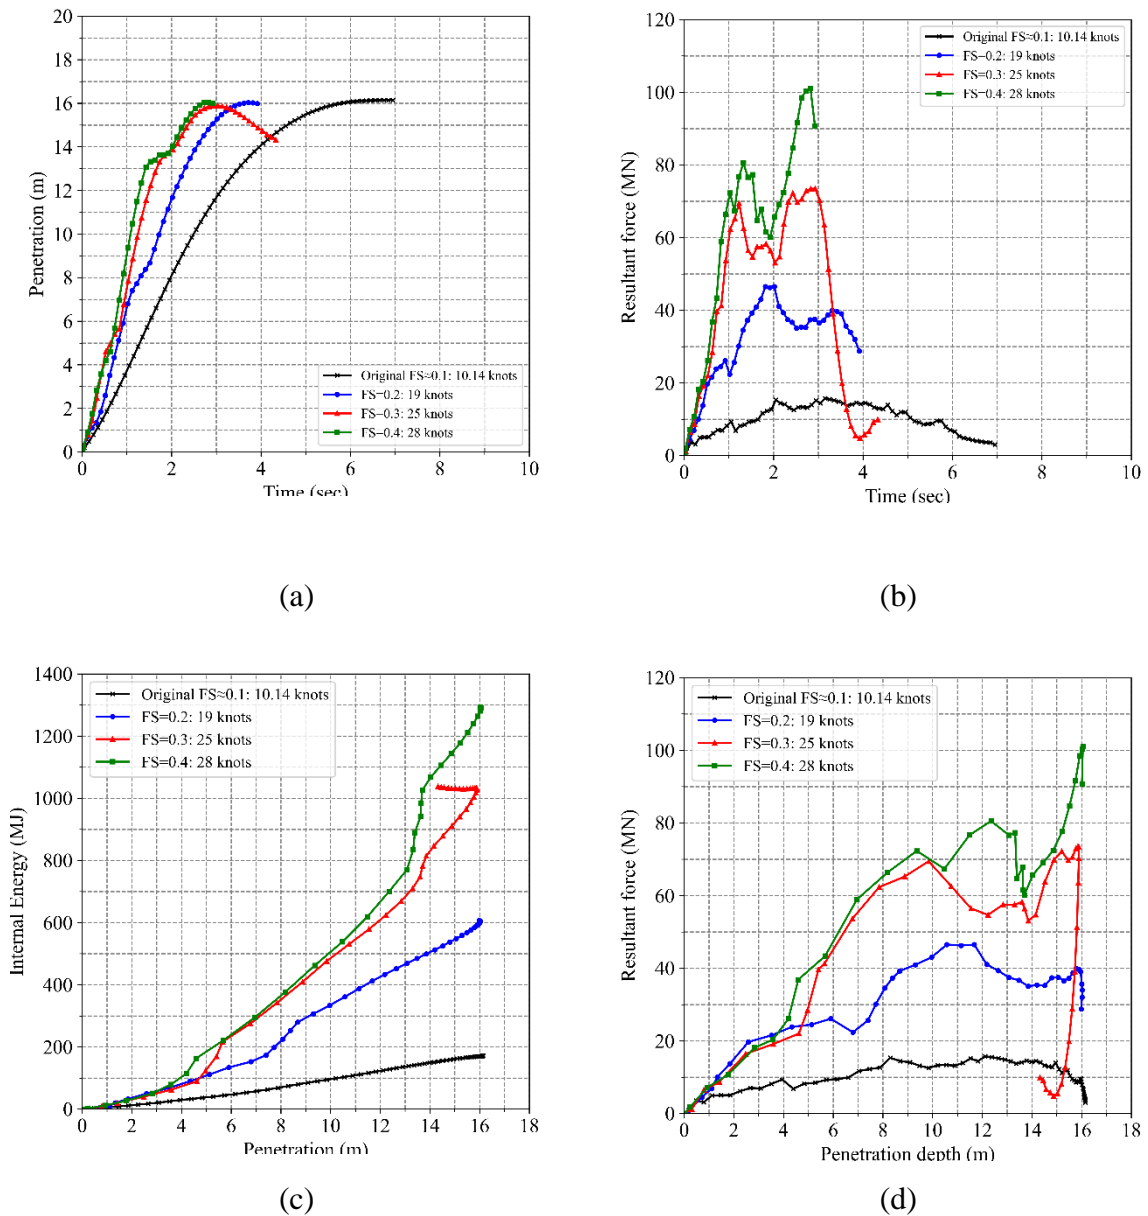 20
18
16
14
12
10
8
6
4
2
0
Penetration (m)
Original FS≈0.1: 10.14 knots
FS=0.2: 19 knots
FS=0.3: 25 knots
FS=0.4: 28 knots
0 2 4 6 8 10
Time (sec)
(a)
120
100
80
60
40
20
0
Resultant force (MN)
Original FS≈0.1: 10.14 knots
FS=0.2: 19 knots
FS=0.3: 25 knots
FS=0.4: 28 knots
0 2 4 6 8 10
Time (sec)
(b)
1400
1200
1000
800
600
400
200
0
Internal Energy (MJ)
Original FS≈0.1: 10.14 knots
FS=0.2: 19 knots
FS=0.3: 25 knots
FS=0.4: 28 knots
0 2 4 6 8 10 12 14 16 18
Penetration (m)
(c)
120
100
80
60
40
20
0
Resultant force (MN)
Original FS≈0.1: 10.14 knots
FS=0.2: 19 knots
FS=0.3: 25 knots
FS=0.4: 28 knots
0 2 4 6 8 10 12 14 16 18
Penetration depth (m)
(d)